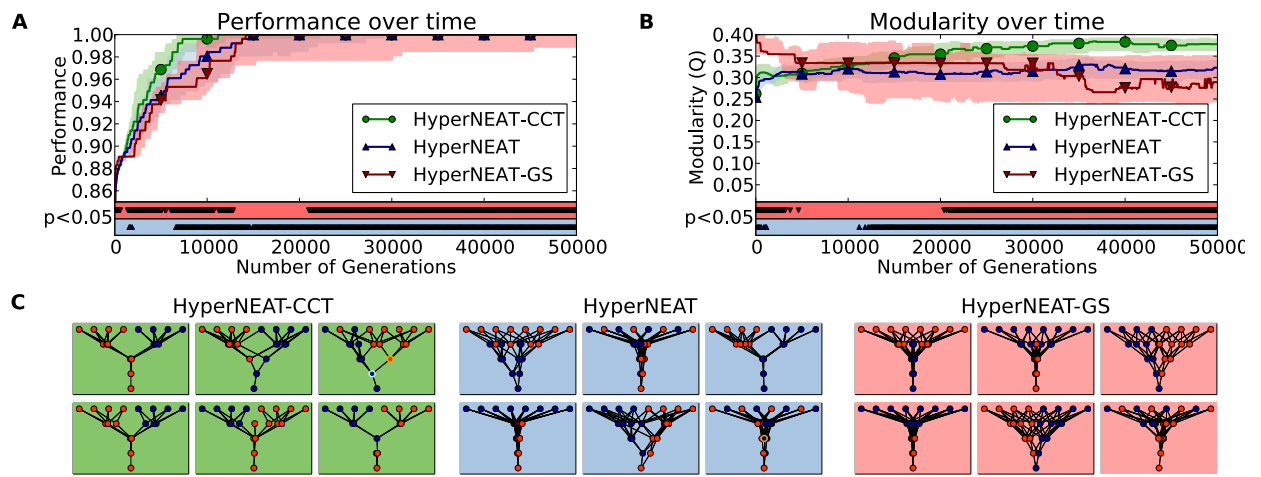 A
Performance over time
1.00
0.98
0.96
0.94
0.92
0.90
0.88
0.86
Performance
HyperNEAT-CCT
HyperNEAT
HyperNEAT-GS
p<0.05
0
10000
20000
30000
40000
50000
Number of Generations
B
Modularity over time
0.40
0.35
0.30
0.25
0.20
0.15
0.10
0.05
Modularity (Q)
HyperNEAT-CCT
HyperNEAT
HyperNEAT-GS
p<0.05
0
10000
20000
30000
40000
50000
Number of Generations
C
HyperNEAT-CCT
HyperNEAT
HyperNEAT-GS